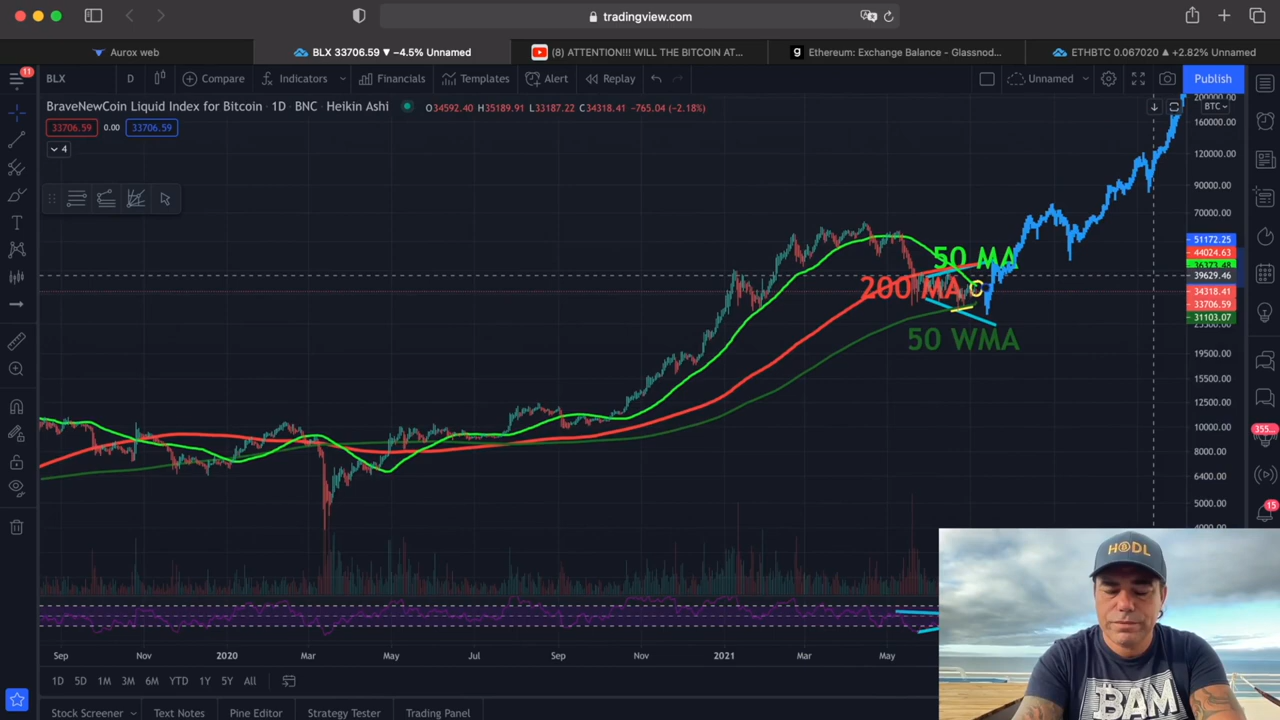 tradingview.com
Aurox web
BLX 33706.59 ▼ −4.5% Unnamed
(8) ATTENTION!!! WILL THE BITCOIN AT...
Ethereum: Exchange Balance - Glassnod...
ETHBTC 0.067020 ▲ +2.82% Unnamed
11
BLX
D
Compare
Indicators
Financials
Templates
Alert
Replay
Unnamed
Publish
BraveNewCoin Liquid Index for Bitcoin · 1D · BNC · Heikin Ashi
O34592.40 H35189.91 L33187.22 C34318.41 −765.04 (−2.18%)
BTC
33706.59
0.00
33706.59
4
160000.00
120000.00
90000.00
70000.00
51172.25
44024.63
39629.46
34318.41
33706.59
31103.07
19500.00
15500.00
12500.00
10000.00
8000.00
6400.00
5000.00
50 MA
200 MA
50 WMA
355...
15
H@DL
BAM
Sep
Nov
2020
Mar
May
Jul
Sep
Nov
2021
Mar
May
1D
5D
1M
3M
6M
YTD
1Y
5Y
All
Stock Screener
Text Notes
Pine Editor
Strategy Tester
Trading Panel